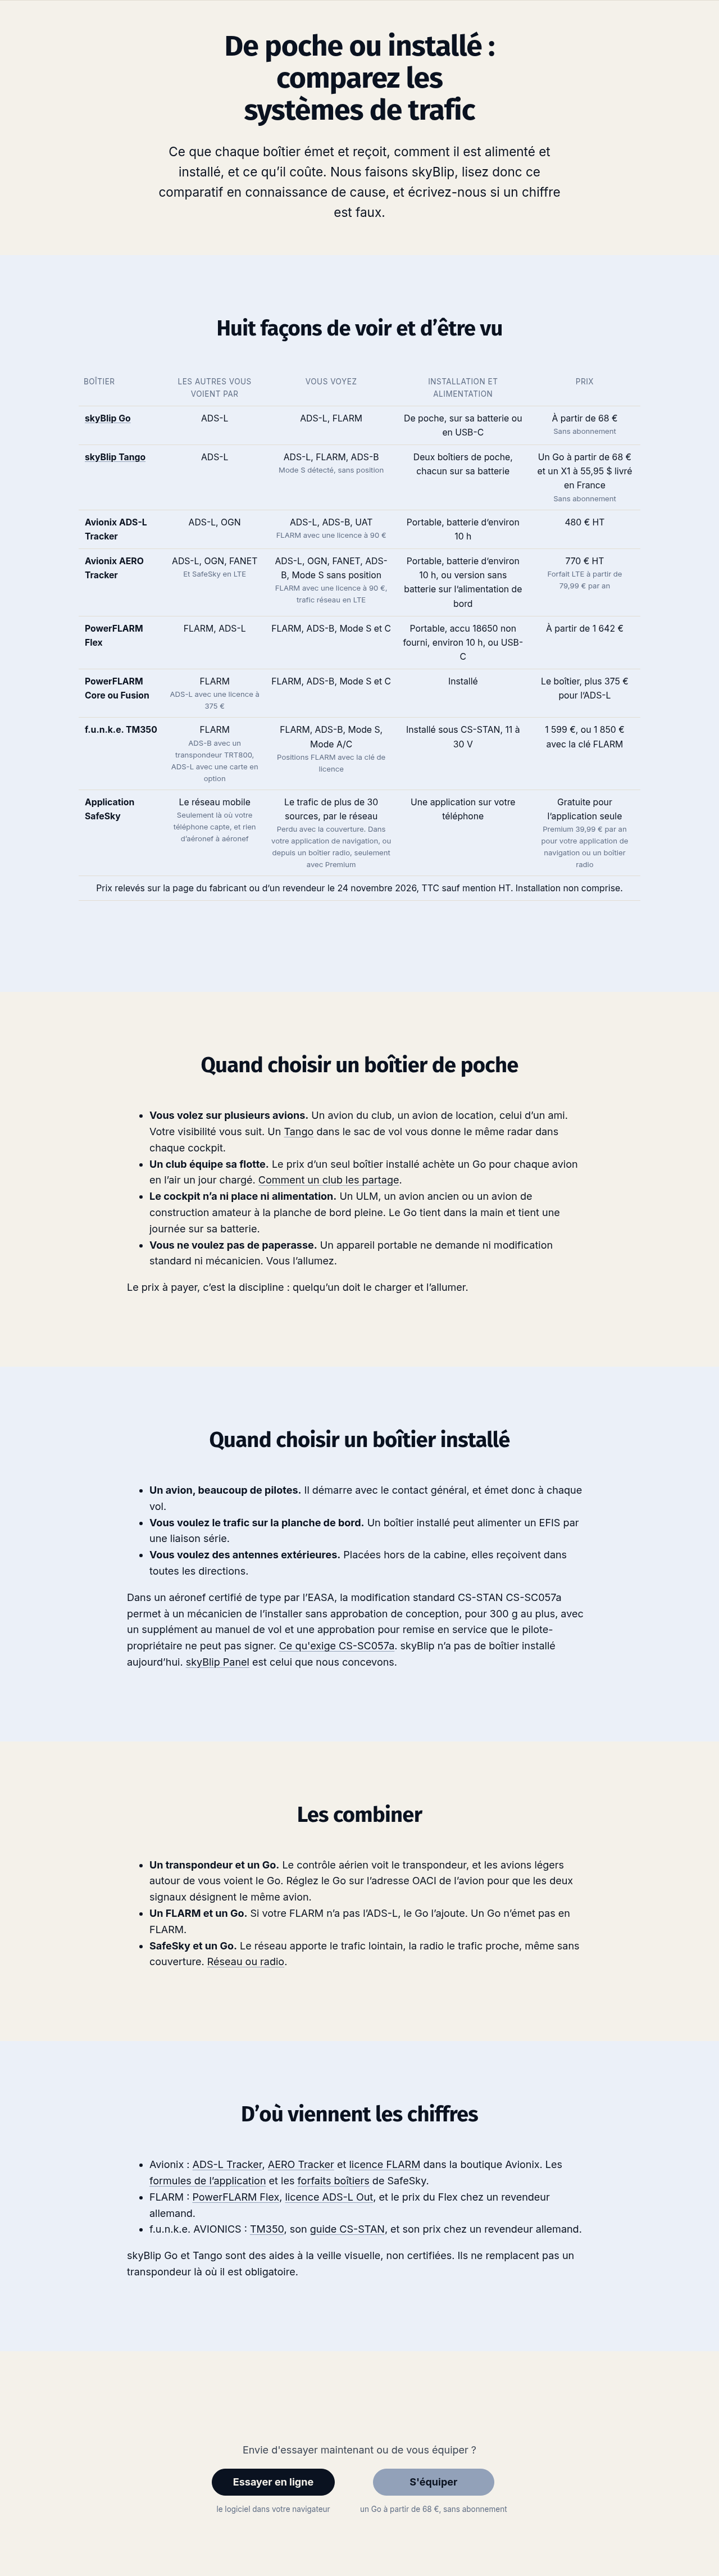 De poche ou installé :
comparez les
systèmes de trafic
Ce que chaque boîtier émet et reçoit, comment il est alimenté et
installé, et ce qu’il coûte. Nous faisons skyBlip, lisez donc ce
comparatif en connaissance de cause, et écrivez-nous si un chiffre
est faux.
Huit façons de voir et d’être vu
BOÎTIER
LES AUTRES VOUS
VOIENT PAR
VOUS VOYEZ
INSTALLATION ET
ALIMENTATION
PRIX
skyBlip Go
ADS-L
ADS-L, FLARM
De poche, sur sa batterie ou
en USB-C
À partir de 68 €
Sans abonnement
skyBlip Tango
ADS-L
ADS-L, FLARM, ADS-B
Mode S détecté, sans position
Deux boîtiers de poche,
chacun sur sa batterie
Un Go à partir de 68 €
et un X1 à 55,95 $ livré
en France
Sans abonnement
Avionix ADS-L
Tracker
ADS-L, OGN
ADS-L, ADS-B, UAT
FLARM avec une licence à 90 €
Portable, batterie d’environ
10 h
480 € HT
Avionix AERO
Tracker
ADS-L, OGN, FANET
Et SafeSky en LTE
ADS-L, OGN, FANET, ADS-
B, Mode S sans position
FLARM avec une licence à 90 €,
trafic réseau en LTE
Portable, batterie d’environ
10 h, ou version sans
batterie sur l’alimentation de
bord
770 € HT
Forfait LTE à partir de
79,99 € par an
PowerFLARM
Flex
FLARM, ADS-L
FLARM, ADS-B, Mode S et C
Portable, accu 18650 non
fourni, environ 10 h, ou USB-
C
À partir de 1 642 €
PowerFLARM
Core ou Fusion
FLARM
ADS-L avec une licence à
375 €
FLARM, ADS-B, Mode S et C
Installé
Le boîtier, plus 375 €
pour l’ADS-L
f.u.n.k.e. TM350
FLARM
ADS-B avec un
transpondeur TRT800,
ADS-L avec une carte en
option
FLARM, ADS-B, Mode S,
Mode A/C
Positions FLARM avec la clé de
licence
Installé sous CS-STAN, 11 à
30 V
1 599 €, ou 1 850 €
avec la clé FLARM
Application
SafeSky
Le réseau mobile
Seulement là où votre
téléphone capte, et rien
d’aéronef à aéronef
Le trafic de plus de 30
sources, par le réseau
Perdu avec la couverture. Dans
votre application de navigation, ou
depuis un boîtier radio, seulement
avec Premium
Une application sur votre
téléphone
Gratuite pour
l’application seule
Premium 39,99 € par an
pour votre application de
navigation ou un boîtier
radio
Prix relevés sur la page du fabricant ou d’un revendeur le 24 novembre 2026, TTC sauf mention HT. Installation non comprise.
Quand choisir un boîtier de poche
• Vous volez sur plusieurs avions. Un avion du club, un avion de location, celui d’un ami.
Votre visibilité vous suit. Un Tango dans le sac de vol vous donne le même radar dans
chaque cockpit.
• Un club équipe sa flotte. Le prix d’un seul boîtier installé achète un Go pour chaque avion
en l’air un jour chargé. Comment un club les partage.
• Le cockpit n’a ni place ni alimentation. Un ULM, un avion ancien ou un avion de
construction amateur à la planche de bord pleine. Le Go tient dans la main et tient une
journée sur sa batterie.
• Vous ne voulez pas de paperasse. Un appareil portable ne demande ni modification
standard ni mécanicien. Vous l’allumez.
Le prix à payer, c’est la discipline : quelqu’un doit le charger et l’allumer.
Quand choisir un boîtier installé
• Un avion, beaucoup de pilotes. Il démarre avec le contact général, et émet donc à chaque
vol.
• Vous voulez le trafic sur la planche de bord. Un boîtier installé peut alimenter un EFIS par
une liaison série.
• Vous voulez des antennes extérieures. Placées hors de la cabine, elles reçoivent dans
toutes les directions.
Dans un aéronef certifié de type par l’EASA, la modification standard CS-STAN CS-SC057a
permet à un mécanicien de l’installer sans approbation de conception, pour 300 g au plus, avec
un supplément au manuel de vol et une approbation pour remise en service que le pilote-
propriétaire ne peut pas signer. Ce qu'exige CS-SC057a. skyBlip n’a pas de boîtier installé
aujourd’hui. skyBlip Panel est celui que nous concevons.
Les combiner
• Un transpondeur et un Go. Le contrôle aérien voit le transpondeur, et les avions légers
autour de vous voient le Go. Réglez le Go sur l’adresse OACI de l’avion pour que les deux
signaux désignent le même avion.
• Un FLARM et un Go. Si votre FLARM n’a pas l’ADS-L, le Go l’ajoute. Un Go n’émet pas en
FLARM.
• SafeSky et un Go. Le réseau apporte le trafic lointain, la radio le trafic proche, même sans
couverture. Réseau ou radio.
D’où viennent les chiffres
• Avionix : ADS-L Tracker, AERO Tracker et licence FLARM dans la boutique Avionix. Les
formules de l’application et les forfaits boîtiers de SafeSky.
• FLARM : PowerFLARM Flex, licence ADS-L Out, et le prix du Flex chez un revendeur
allemand.
• f.u.n.k.e. AVIONICS : TM350, son guide CS-STAN, et son prix chez un revendeur allemand.
skyBlip Go et Tango sont des aides à la veille visuelle, non certifiées. Ils ne remplacent pas un
transpondeur là où il est obligatoire.
Envie d'essayer maintenant ou de vous équiper ?
Essayer en ligne
S'équiper
le logiciel dans votre navigateur
un Go à partir de 68 €, sans abonnement